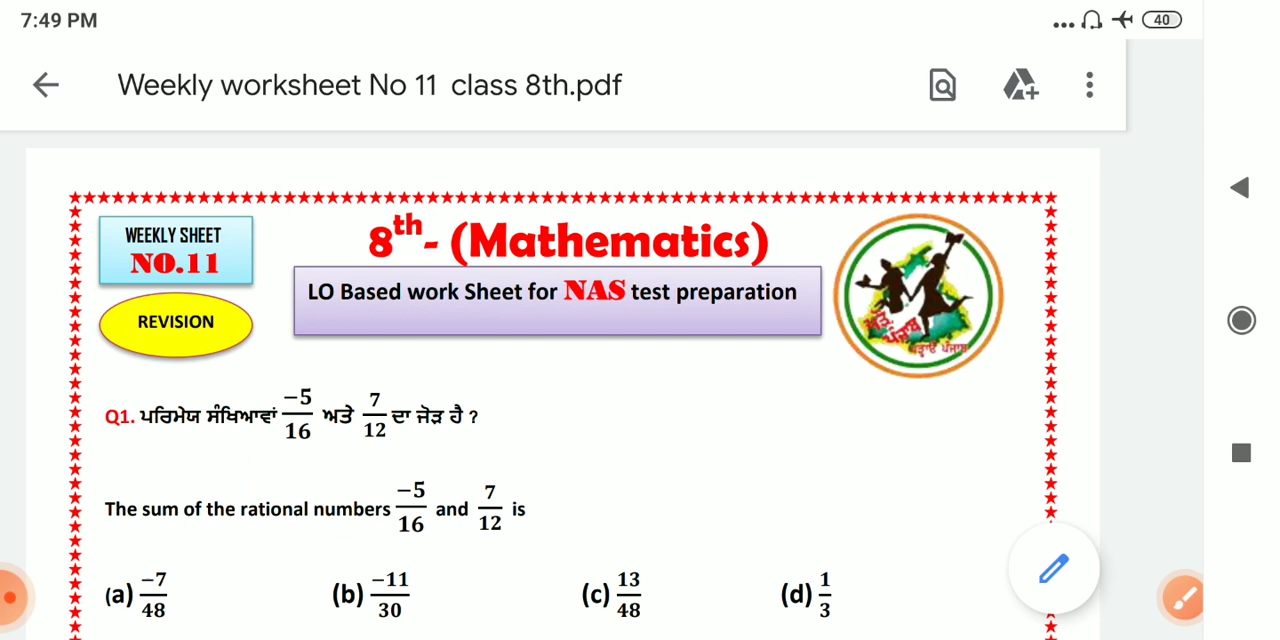 7:49 PM
40
Weekly worksheet No 11 class 8th.pdf
WEEKLY SHEET
NO.11
8th- (Mathematics)
LO Based work Sheet for NAS test preparation
REVISION
ਪੜ੍ਹਾਓ ਪੰਜਾਬ
Q1. ਪਰਿਮੇਯ ਸੰਖਿਆਵਾਂ −5/16 ਅਤੇ 7/12 ਦਾ ਜੋੜ ਹੈ ?
The sum of the rational numbers −5/16 and 7/12 is
(a) −7/48 (b) −11/30 (c) 13/48 (d) 1/3